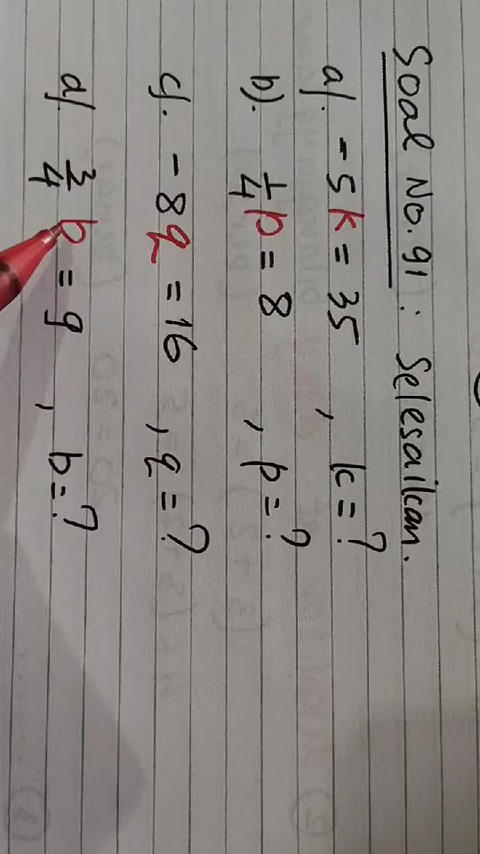 Soal No. 91 : Selesaikan.
a). -5k = 35 , k = ?
b). 1/4 p = 8 , p = ?
c). -8q = 16 , q = ?
d). 3/4 b = 9 , b = ?